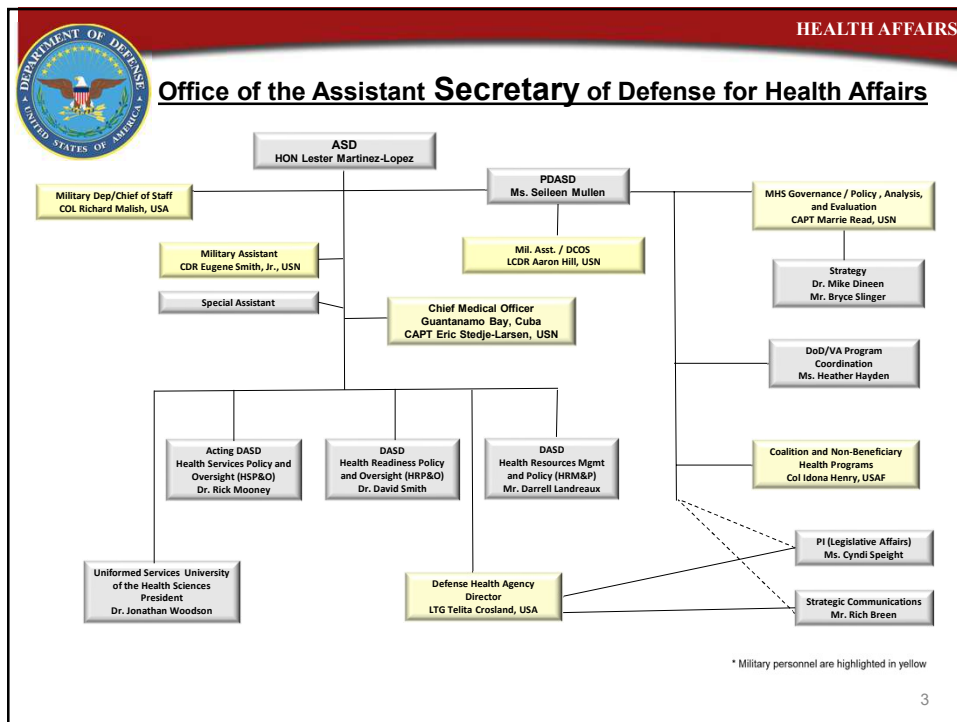 HEALTH AFFAIRS
DEPARTMENT OF DEFENSE
UNITED STATES OF AMERICA
Office of the Assistant Secretary of Defense for Health Affairs
ASD
HON Lester Martinez-Lopez
PDASD
Ms. Seileen Mullen
Military Dep/Chief of Staff
COL Richard Malish, USA
MHS Governance / Policy , Analysis,
and Evaluation
CAPT Marrie Read, USN
Military Assistant
CDR Eugene Smith, Jr., USN
Mil. Asst. / DCOS
LCDR Aaron Hill, USN
Strategy
Dr. Mike Dineen
Mr. Bryce Slinger
Special Assistant
Chief Medical Officer
Guantanamo Bay, Cuba
CAPT Eric Stedje-Larsen, USN
DoD/VA Program
Coordination
Ms. Heather Hayden
Acting DASD
Health Services Policy and
Oversight (HSP&O)
Dr. Rick Mooney
DASD
Health Readiness Policy
and Oversight (HRP&O)
Dr. David Smith
DASD
Health Resources Mgmt
and Policy (HRM&P)
Mr. Darrell Landreaux
Coalition and Non-Beneficiary
Health Programs
Col Idona Henry, USAF
PI (Legislative Affairs)
Ms. Cyndi Speight
Uniformed Services University
of the Health Sciences
President
Dr. Jonathan Woodson
Defense Health Agency
Director
LTG Telita Crosland, USA
Strategic Communications
Mr. Rich Breen
* Military personnel are highlighted in yellow
3